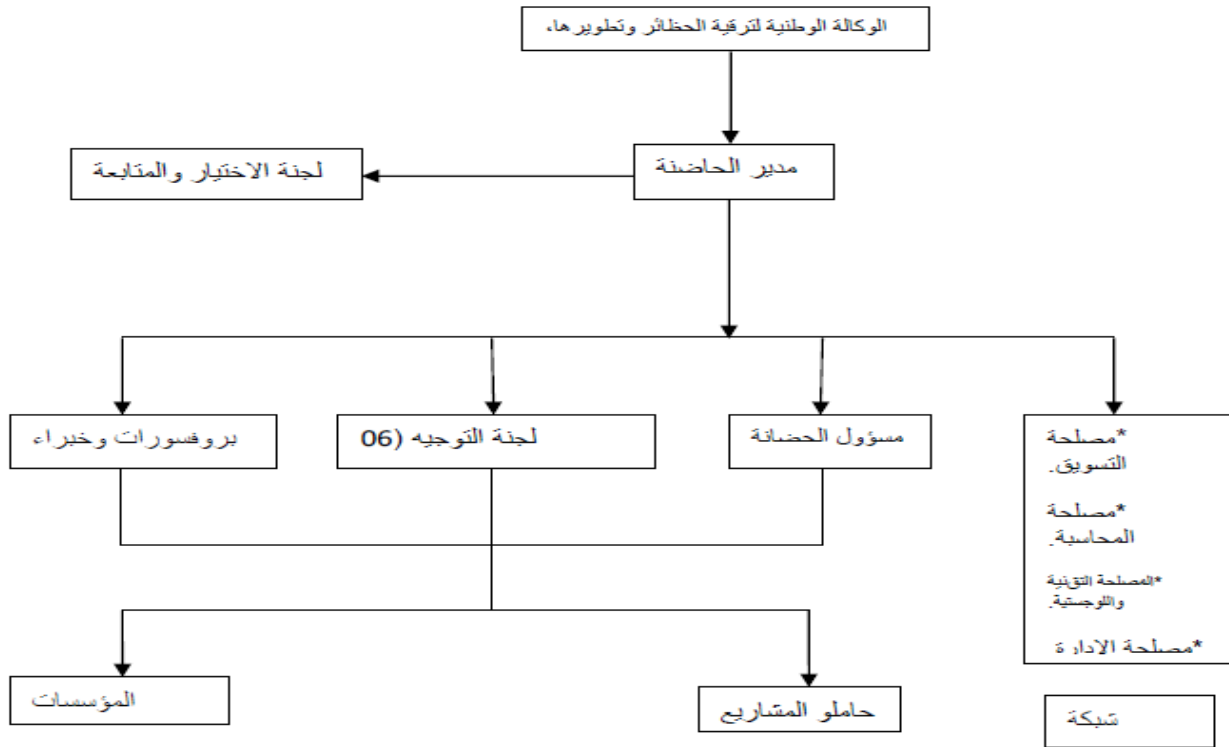 الوكالة الوطنية لترقية الحظائر وتطويرها،
مدير الحاضنة
لجنة الاختيار والمتابعة
*مصلحة
التسويق.
*مصلحة
المحاسبة.
*المصلحة التقنية
واللوجستية.
*مصلحة الادارة
مسؤول الحضانة
لجنة التوجيه (06
بروفسورات وخبراء
شبكة
حاملو المشاريع
المؤسسات